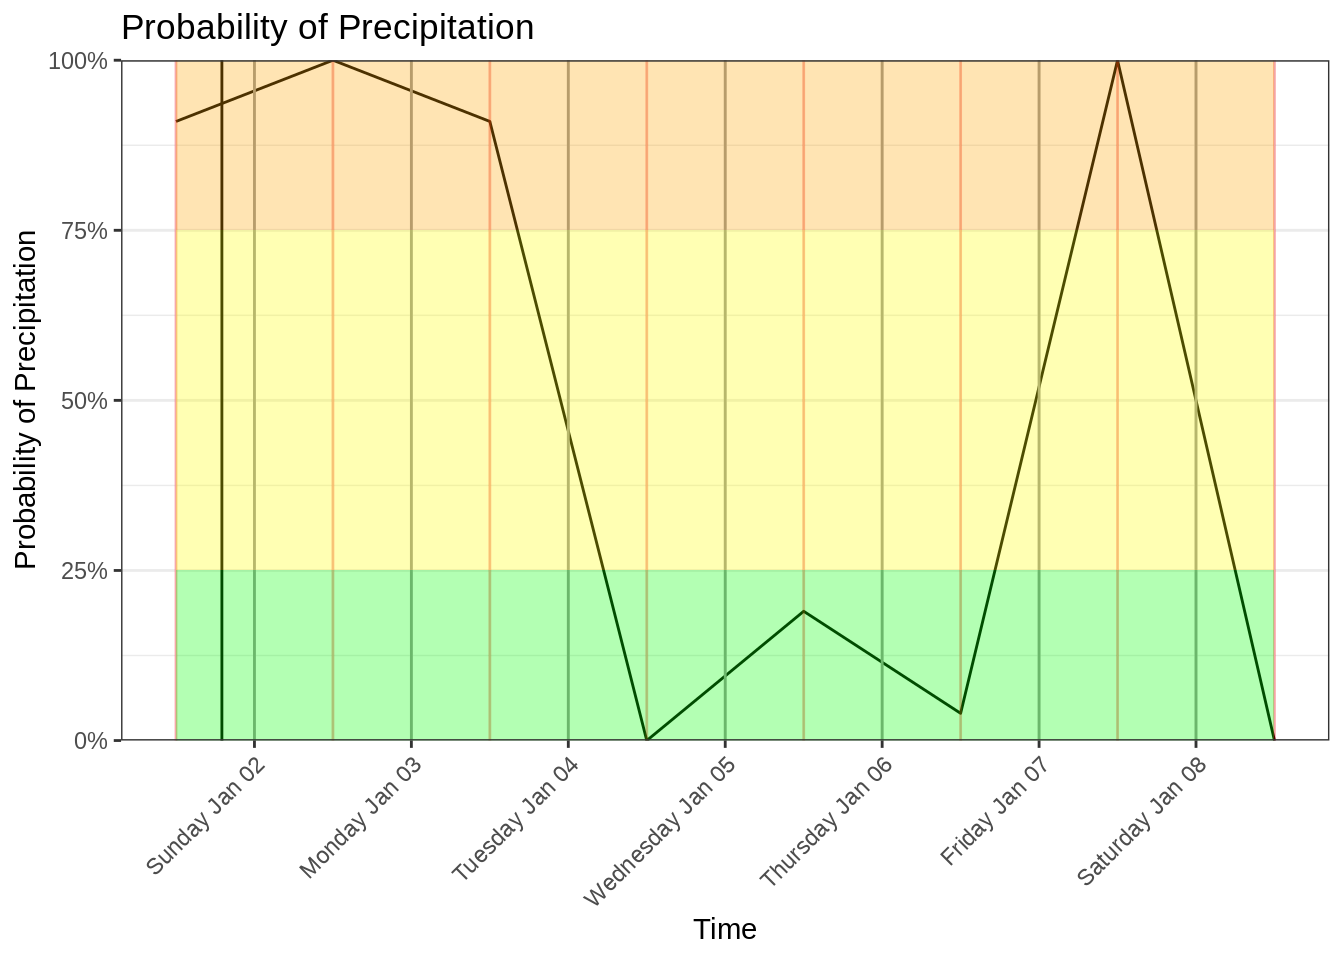 Probability of Precipitation
100%
75%
50%
25%
0%
Probability of Precipitation
Sunday Jan 02
Monday Jan 03
Tuesday Jan 04
Wednesday Jan 05
Thursday Jan 06
Friday Jan 07
Saturday Jan 08
Time